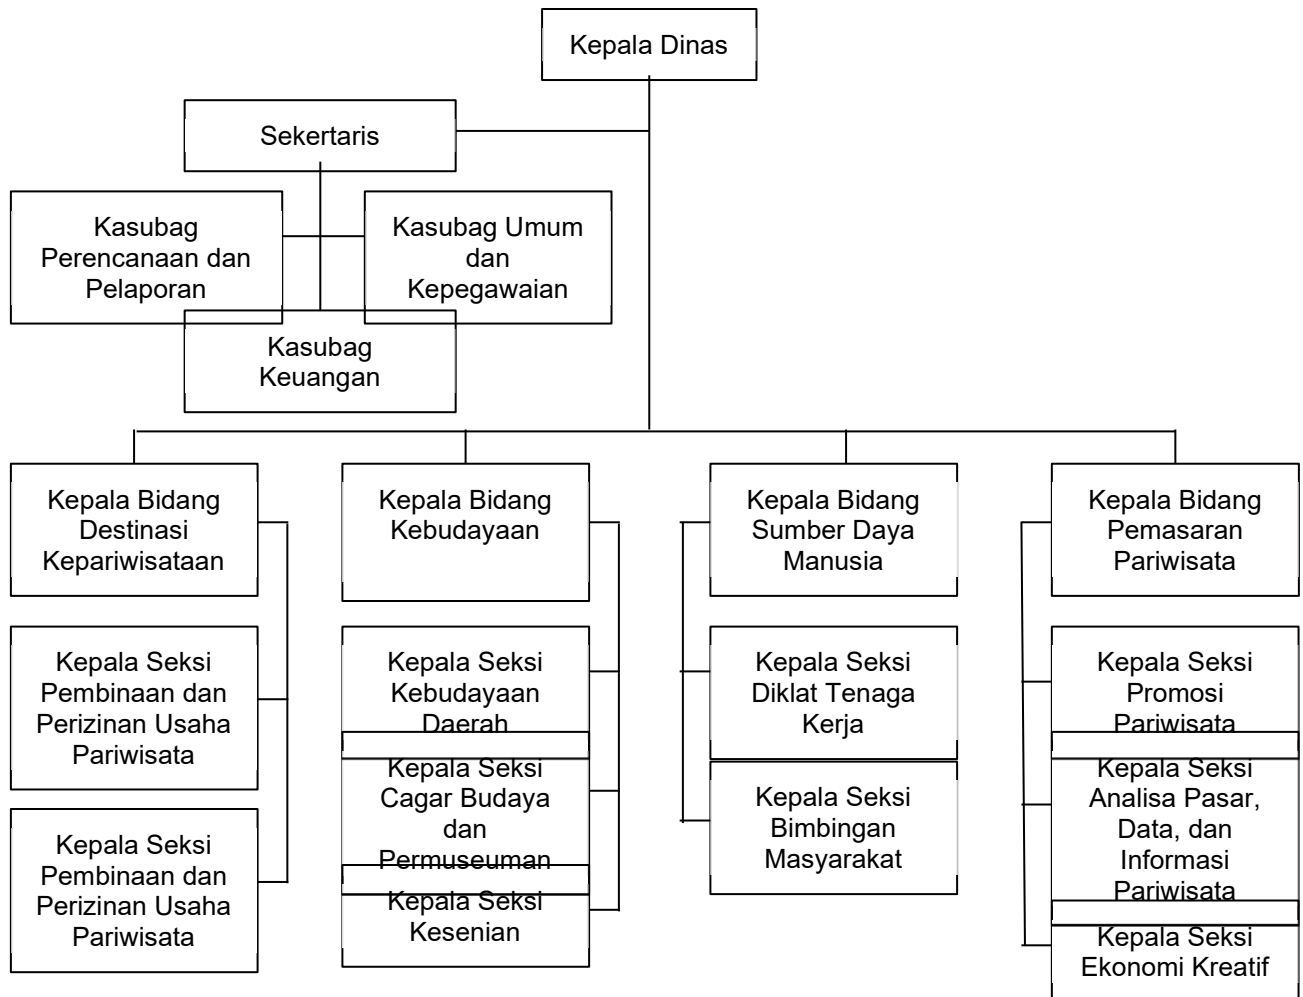 Kepala Dinas
Sekertaris
Kasubag
Perencanaan dan
Pelaporan
Kasubag Umum
dan
Kepegawaian
Kasubag
Keuangan
Kepala Bidang
Destinasi
Kepariwisataan
Kepala Bidang
Kebudayaan
Kepala Bidang
Sumber Daya
Manusia
Kepala Bidang
Pemasaran
Pariwisata
Kepala Seksi
Pembinaan dan
Perizinan Usaha
Pariwisata
Kepala Seksi
Kebudayaan
Daerah
Kepala Seksi
Diklat Tenaga
Kerja
Kepala Seksi
Promosi
Pariwisata
Kepala Seksi
Pembinaan dan
Perizinan Usaha
Pariwisata
Kepala Seksi
Cagar Budaya
dan
Permuseuman
Kepala Seksi
Bimbingan
Masyarakat
Kepala Seksi
Analisa Pasar,
Data, dan
Informasi
Pariwisata
Kepala Seksi
Kesenian
Kepala Seksi
Ekonomi Kreatif